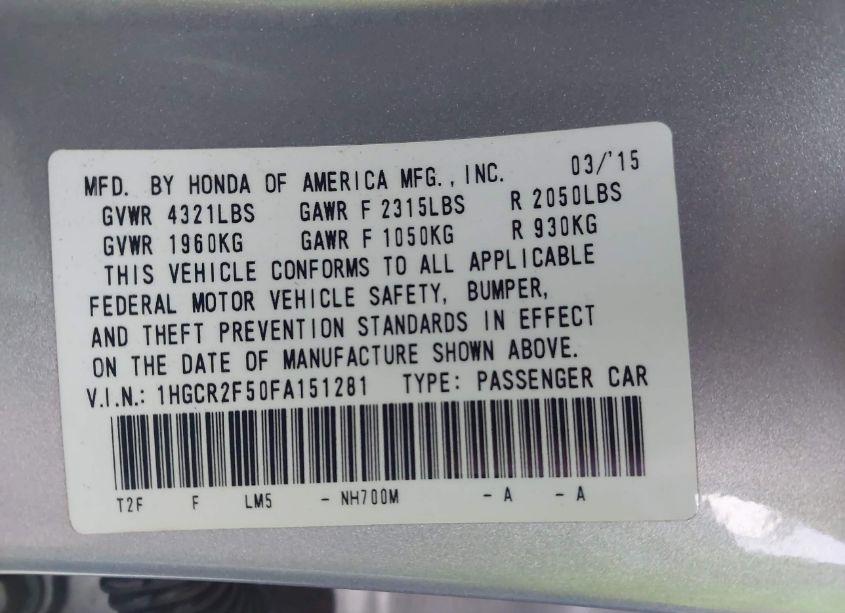 MFD. BY HONDA OF AMERICA MFG., INC. 03/'15
GVWR 4321LBS GAWR F 2315LBS R 2050LBS
GVWR 1960KG GAWR F 1050KG R 930KG
THIS VEHICLE CONFORMS TO ALL APPLICABLE
FEDERAL MOTOR VEHICLE SAFETY, BUMPER,
AND THEFT PREVENTION STANDARDS IN EFFECT
ON THE DATE OF MANUFACTURE SHOWN ABOVE.
V.I.N.: 1HGCR2F50FA151281 TYPE: PASSENGER CAR
T2F F LM5 - NH700M - A - A